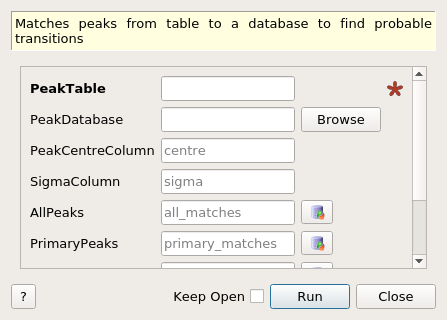 Matches peaks from table to a database to find probable
transitions
PeakTable *
PeakDatabase Browse
PeakCentreColumn centre
SigmaColumn sigma
AllPeaks all_matches
PrimaryPeaks primary_matches
? Keep Open Run Close